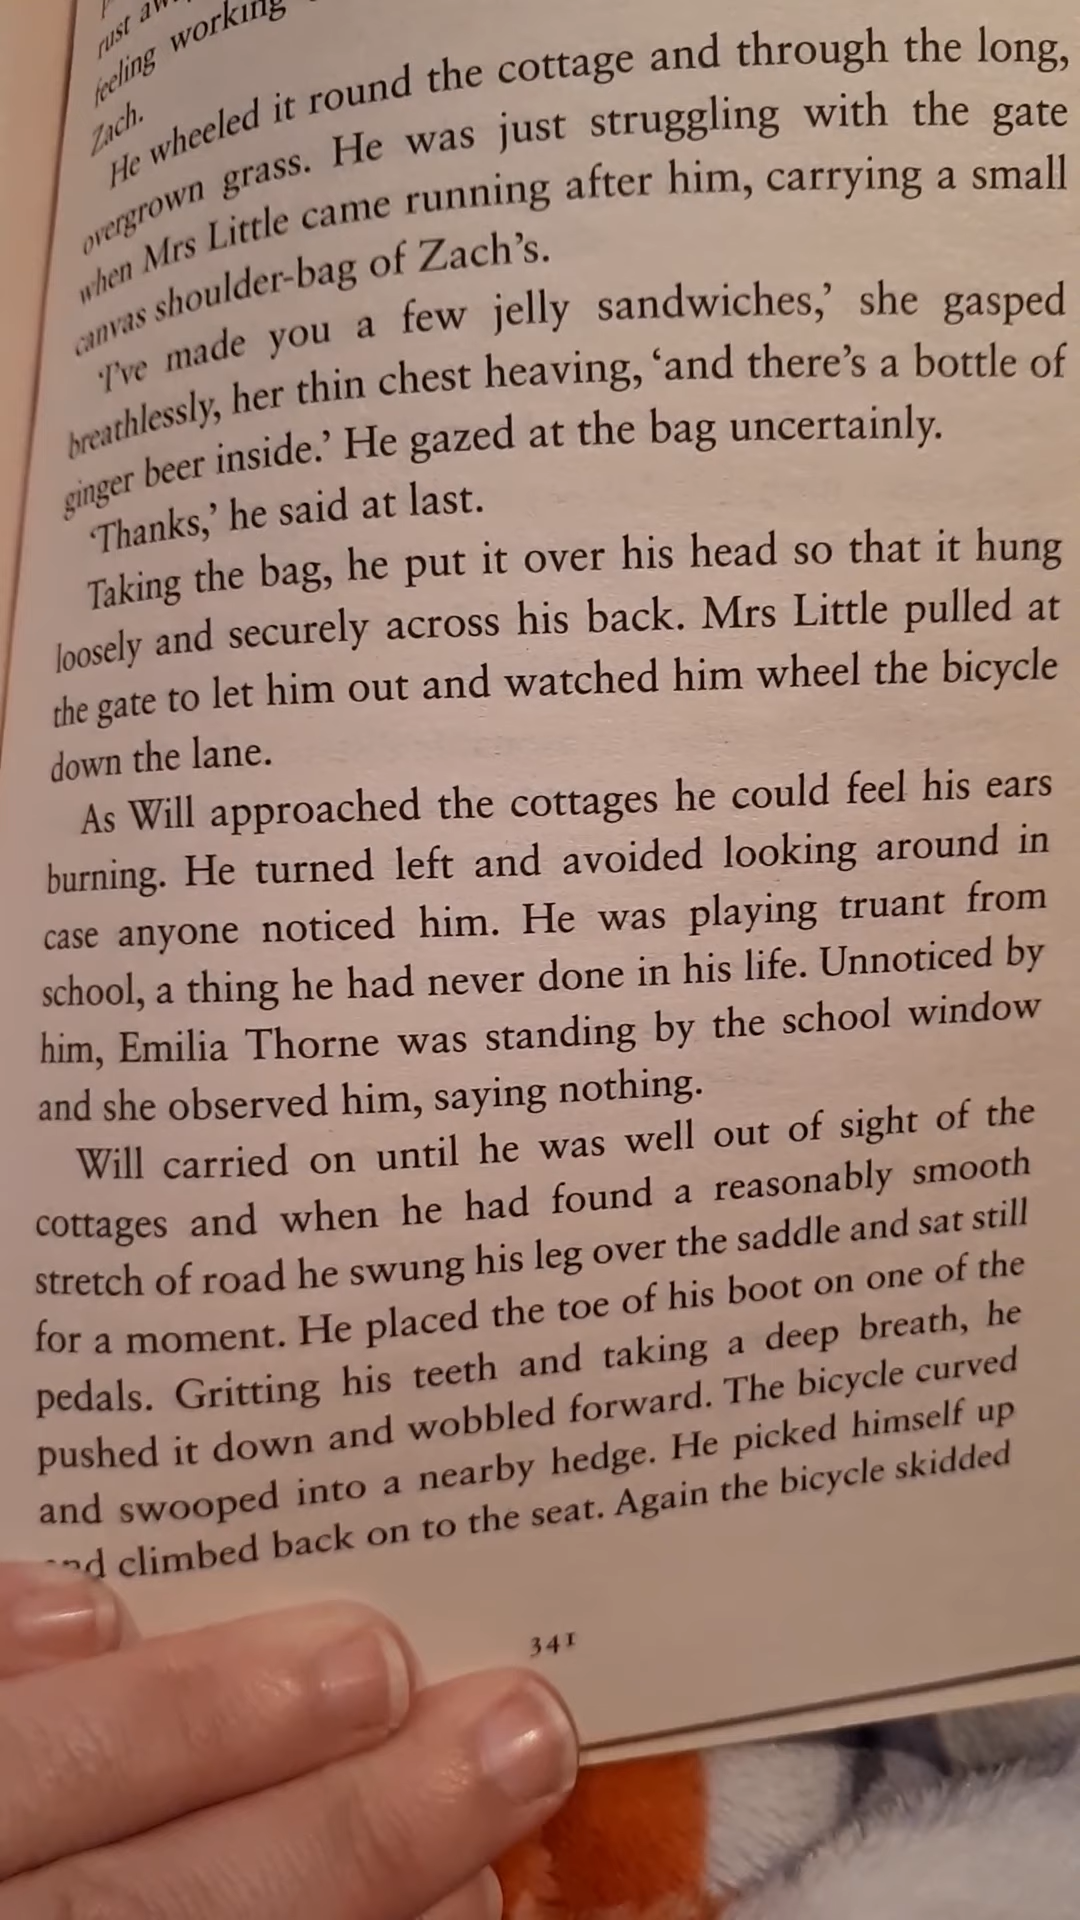 rust
feeling working
Zach.
He wheeled it round the cottage and through the long,
overgrown grass. He was just struggling with the gate
when Mrs Little came running after him, carrying a small
canvas shoulder-bag of Zach’s.
‘I’ve made you a few jelly sandwiches,’ she gasped
breathlessly, her thin chest heaving, ‘and there’s a bottle of
ginger beer inside.’ He gazed at the bag uncertainly.
‘Thanks,’ he said at last.
Taking the bag, he put it over his head so that it hung
loosely and securely across his back. Mrs Little pulled at
the gate to let him out and watched him wheel the bicycle
down the lane.
As Will approached the cottages he could feel his ears
burning. He turned left and avoided looking around in
case anyone noticed him. He was playing truant from
school, a thing he had never done in his life. Unnoticed by
him, Emilia Thorne was standing by the school window
and she observed him, saying nothing.
Will carried on until he was well out of sight of the
cottages and when he had found a reasonably smooth
stretch of road he swung his leg over the saddle and sat still
for a moment. He placed the toe of his boot on one of the
pedals. Gritting his teeth and taking a deep breath, he
pushed it down and wobbled forward. The bicycle curved
and swooped into a nearby hedge. He picked himself up
and climbed back on to the seat. Again the bicycle skidded
341